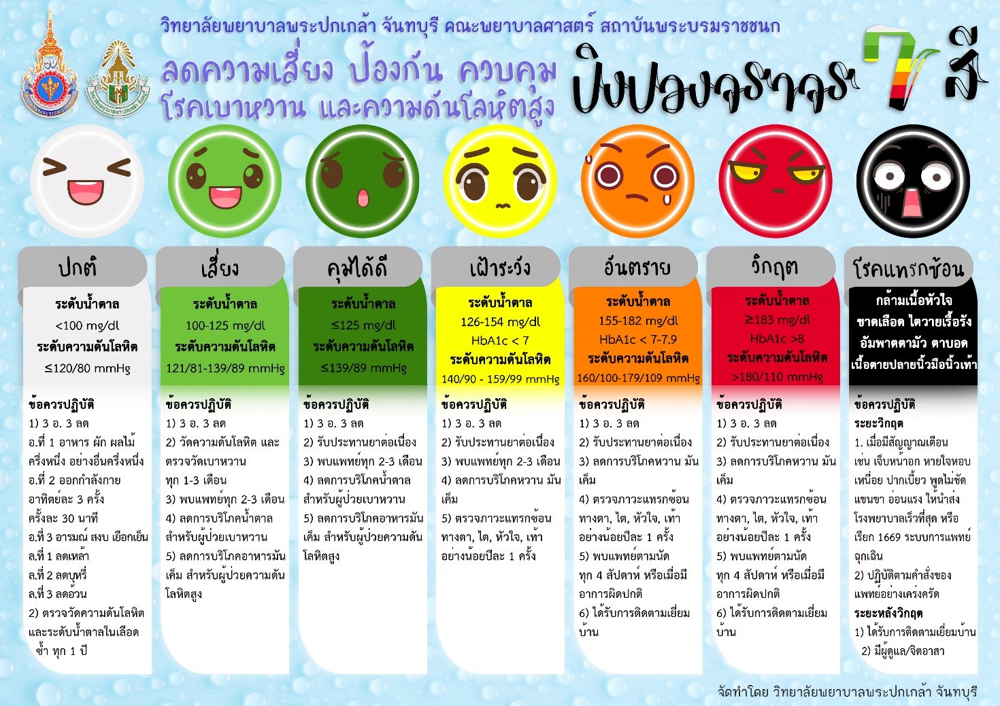 วิทยาลัยพยาบาลพระปกเกล้า จันทบุรี คณะพยาบาลศาสตร์ สถาบันพระบรมราชชนก
ลดความเสี่ยง ป้องกัน ควบคุม
โรคเบาหวาน และความดันโลหิตสูง
ปิงปองจราจร 7 สี
ปกติ
ระดับน้ำตาล
<100 mg/dl
ระดับความดันโลหิต
≤120/80 mmHg
ข้อควรปฏิบัติ
1) 3 อ. 3 ลด
อ.ที่ 1 อาหาร ผัก ผลไม้
ครึ่งหนึ่ง อย่างอื่นครึ่งหนึ่ง
อ.ที่ 2 ออกกำลังกาย
อาทิตย์ละ 3 ครั้ง
ครั้งละ 30 นาที
อ.ที่ 3 อารมณ์ สงบ เยือกเย็น
ล.ที่ 1 ลดเหล้า
ล.ที่ 2 ลดบุหรี่
ล.ที่ 3 ลดอ้วน
2) ตรวจวัดความดันโลหิต
และระดับน้ำตาลในเลือด
ซ้ำ ทุก 1 ปี
เสี่ยง
ระดับน้ำตาล
100-125 mg/dl
ระดับความดันโลหิต
121/81-139/89 mmHg
ข้อควรปฏิบัติ
1) 3 อ. 3 ลด
2) วัดความดันโลหิต และ
ตรวจวัดเบาหวาน
ทุก 1-3 เดือน
3) พบแพทย์ทุก 2-3 เดือน
4) ลดการบริโภคน้ำตาล
สำหรับผู้ป่วยเบาหวาน
5) ลดการบริโภคอาหารมัน
เค็ม สำหรับผู้ป่วยความดัน
โลหิตสูง
คุมได้ดี
ระดับน้ำตาล
≤125 mg/dl
ระดับความดันโลหิต
≤139/89 mmHg
ข้อควรปฏิบัติ
1) 3 อ. 3 ลด
2) รับประทานยาต่อเนื่อง
3) พบแพทย์ทุก 2-3 เดือน
4) ลดการบริโภคน้ำตาล
สำหรับผู้ป่วยเบาหวาน
5) ลดการบริโภคอาหารมัน
เค็ม สำหรับผู้ป่วยความดัน
โลหิตสูง
เฝ้าระวัง
ระดับน้ำตาล
126-154 mg/dl
HbA1c < 7
ระดับความดันโลหิต
140/90 - 159/99 mmHg
ข้อควรปฏิบัติ
1) 3 อ. 3 ลด
2) รับประทานยาต่อเนื่อง
3) พบแพทย์ทุก 2-3 เดือน
4) ลดการบริโภคหวาน มัน
เค็ม
5) ตรวจภาวะแทรกซ้อน
ทางตา, ไต, หัวใจ, เท้า
อย่างน้อยปีละ 1 ครั้ง
อันตราย
ระดับน้ำตาล
155-182 mg/dl
HbA1c < 7-7.9
ระดับความดันโลหิต
160/100-179/109 mmHg
ข้อควรปฏิบัติ
1) 3 อ. 3 ลด
2) รับประทานยาต่อเนื่อง
3) ลดการบริโภคหวาน มัน
เค็ม
4) ตรวจภาวะแทรกซ้อน
ทางตา, ไต, หัวใจ, เท้า
อย่างน้อยปีละ 1 ครั้ง
5) พบแพทย์ตามนัด
ทุก 4 สัปดาห์ หรือเมื่อมี
อาการผิดปกติ
6) ได้รับการติดตามเยี่ยม
บ้าน
วิกฤต
ระดับน้ำตาล
≥183 mg/dl
HbA1c >8
ระดับความดันโลหิต
>180/110 mmHg
ข้อควรปฏิบัติ
1) 3 อ. 3 ลด
2) รับประทานยาต่อเนื่อง
3) ลดการบริโภคหวาน มัน
เค็ม
4) ตรวจภาวะแทรกซ้อน
ทางตา, ไต, หัวใจ, เท้า
อย่างน้อยปีละ 1 ครั้ง
5) พบแพทย์ตามนัด
ทุก 4 สัปดาห์ หรือเมื่อมี
อาการผิดปกติ
6) ได้รับการติดตามเยี่ยม
บ้าน
โรคแทรกซ้อน
กล้ามเนื้อหัวใจ
ขาดเลือด ไตวายเรื้อรัง
อัมพาตตามัว ตาบอด
เนื้อตายปลายนิ้วมือนิ้วเท้า
ข้อควรปฏิบัติ
ระยะวิกฤต
1. เมื่อมีสัญญาณเตือน
เช่น เจ็บหน้าอก หายใจหอบ
เหนื่อย ปากเบี้ยว พูดไม่ชัด
แขนขา อ่อนแรง ให้นำส่ง
โรงพยาบาลเร็วที่สุด หรือ
เรียก 1669 ระบบการแพทย์
ฉุกเฉิน
2) ปฏิบัติตามคำสั่งของ
แพทย์อย่างเคร่งครัด
ระยะหลังวิกฤต
1) ได้รับการติดตามเยี่ยมบ้าน
2) มีผู้ดูแล/จิตอาสา
จัดทำโดย วิทยาลัยพยาบาลพระปกเกล้า จันทบุรี